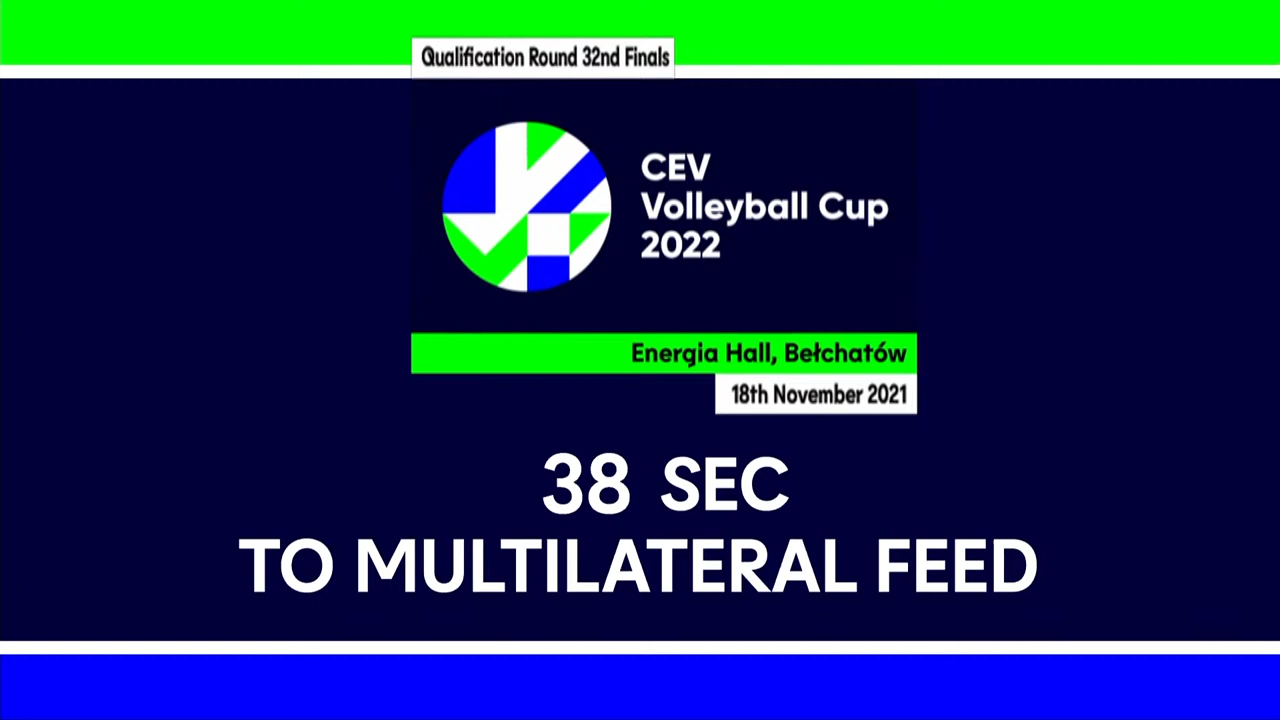 Qualification Round 32nd Finals
CEV
Volleyball Cup
2022
Energia Hall, Bełchatów
18th November 2021
38 SEC
TO MULTILATERAL FEED